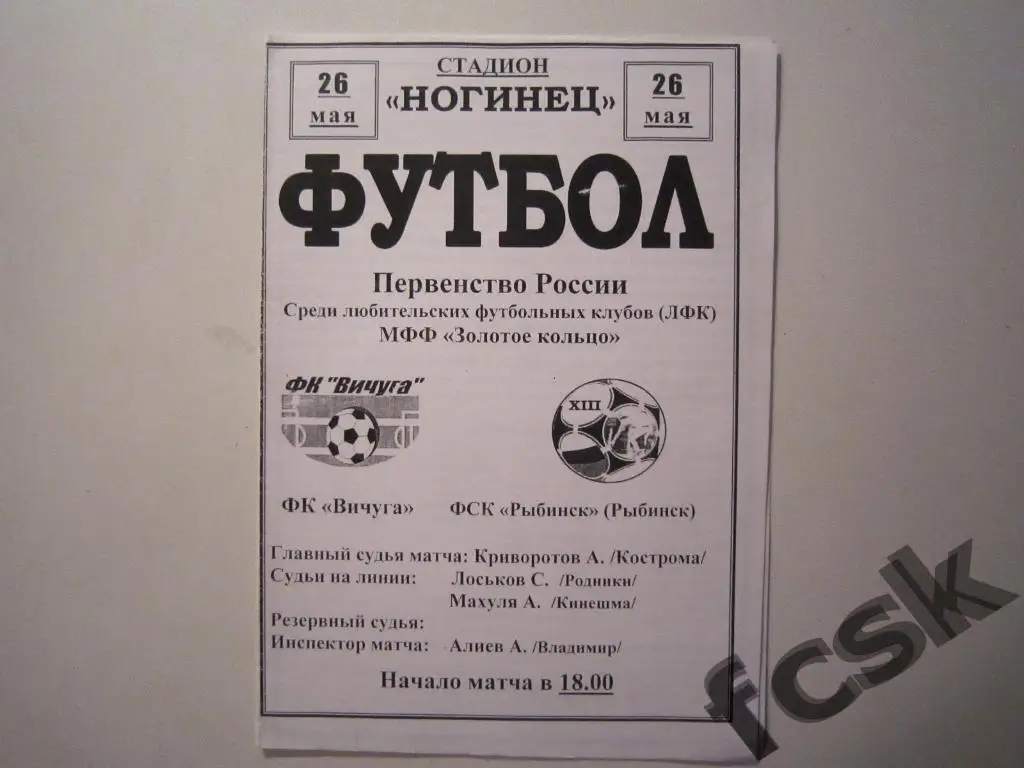 26
мая
СТАДИОН
«НОГИНЕЦ»
26
мая
ФУТБОЛ
Первенство России
Среди любительских футбольных клубов (ЛФК)
МФФ «Золотое кольцо»
ФК "Вичуга"
XIII
ФК «Вичуга» ФСК «Рыбинск» (Рыбинск)
Главный судья матча: Криворотов А. /Кострома/
Судьи на линии: Лоськов С. /Родники/
Махуля А. /Кинешма/
Резервный судья:
Инспектор матча: Алиев А. /Владимир/
Начало матча в 18.00
fcsk